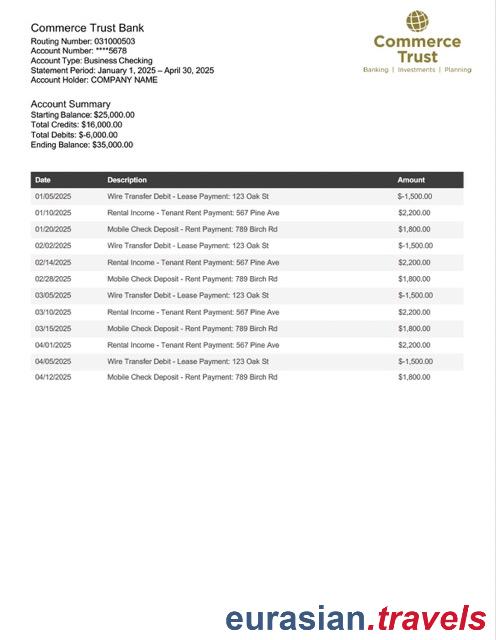 Commerce Trust Bank
Routing Number: 031000503
Account Number: ****5678
Account Type: Business Checking
Statement Period: January 1, 2025 – April 30, 2025
Account Holder: COMPANY NAME
Commerce
Trust
Banking | Investments | Planning
Account Summary
Starting Balance: $25,000.00
Total Credits: $16,000.00
Total Debits: $-6,000.00
Ending Balance: $35,000.00
Date Description Amount
01/05/2025 Wire Transfer Debit - Lease Payment: 123 Oak St $-1,500.00
01/10/2025 Rental Income - Tenant Rent Payment: 567 Pine Ave $2,200.00
01/20/2025 Mobile Check Deposit - Rent Payment: 789 Birch Rd $1,800.00
02/02/2025 Wire Transfer Debit - Lease Payment: 123 Oak St $-1,500.00
02/14/2025 Rental Income - Tenant Rent Payment: 567 Pine Ave $2,200.00
02/28/2025 Mobile Check Deposit - Rent Payment: 789 Birch Rd $1,800.00
03/05/2025 Wire Transfer Debit - Lease Payment: 123 Oak St $-1,500.00
03/10/2025 Rental Income - Tenant Rent Payment: 567 Pine Ave $2,200.00
03/15/2025 Mobile Check Deposit - Rent Payment: 789 Birch Rd $1,800.00
04/01/2025 Rental Income - Tenant Rent Payment: 567 Pine Ave $2,200.00
04/05/2025 Wire Transfer Debit - Lease Payment: 123 Oak St $-1,500.00
04/12/2025 Mobile Check Deposit - Rent Payment: 789 Birch Rd $1,800.00
eurasian.travels